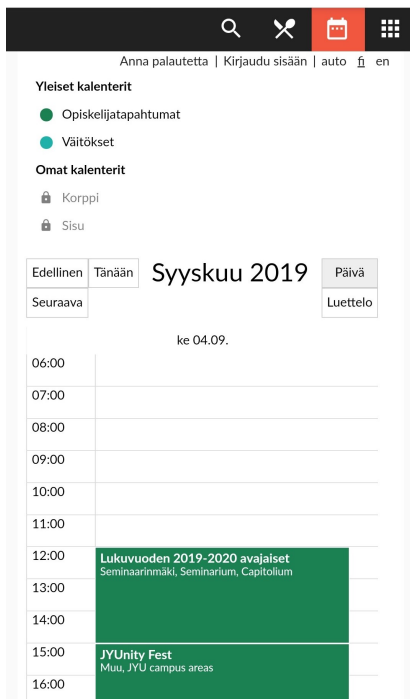 Anna palautetta | Kirjaudu sisään | auto fi en
Yleiset kalenterit
Opiskelijatapahtumat
Väitökset
Omat kalenterit
Korppi
Sisu
Edellinen Tänään Syyskuu 2019 Päivä
Seuraava Luettelo
ke 04.09.
06:00
07:00
08:00
09:00
10:00
11:00
12:00
Lukuvuoden 2019-2020 avajaiset
Seminaarinmäki, Seminarium, Capitolium
13:00
14:00
15:00
JYUnity Fest
Muu, JYU campus areas
16:00